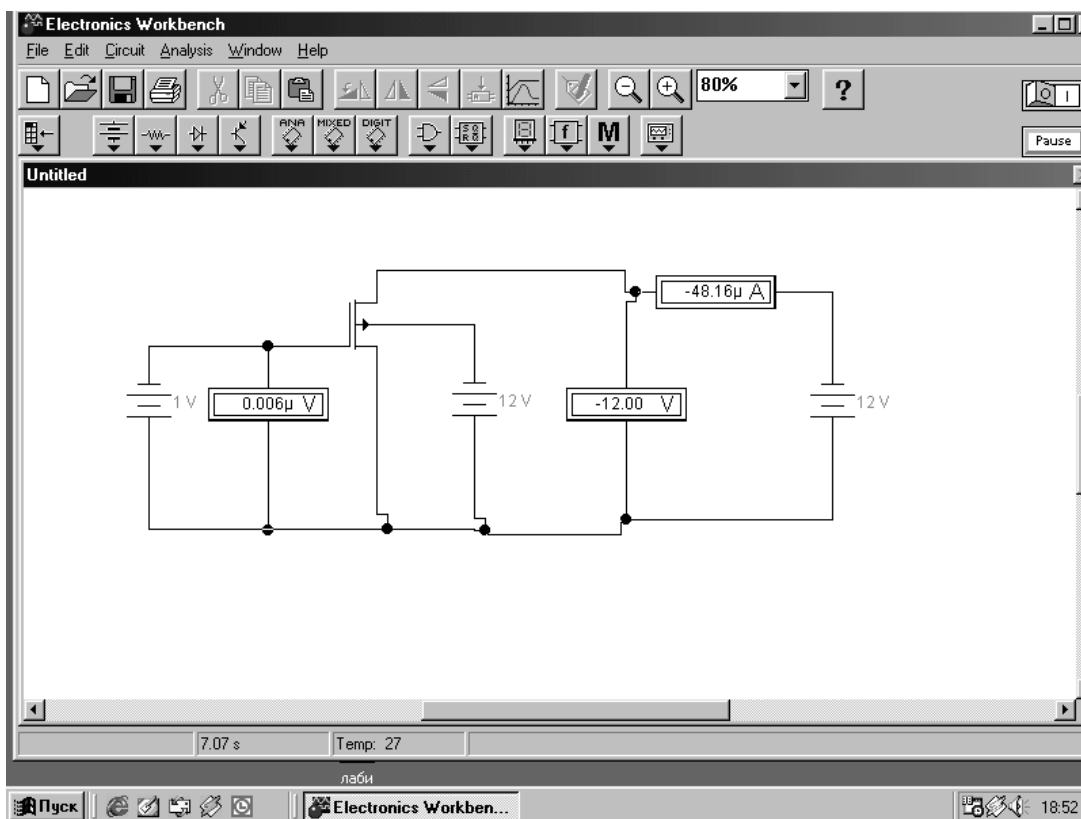 Electronics Workbench
File Edit Circuit Analysis Window Help
80%
?
I
ANA MIXED DIGIT
f M
Pause
Untitled
-48.16µ A
1 V
0.006µ V
12 V
-12.00 V
12 V
7.07 s Temp: 27
лаби
Пуск Electronics Workben... 18:52